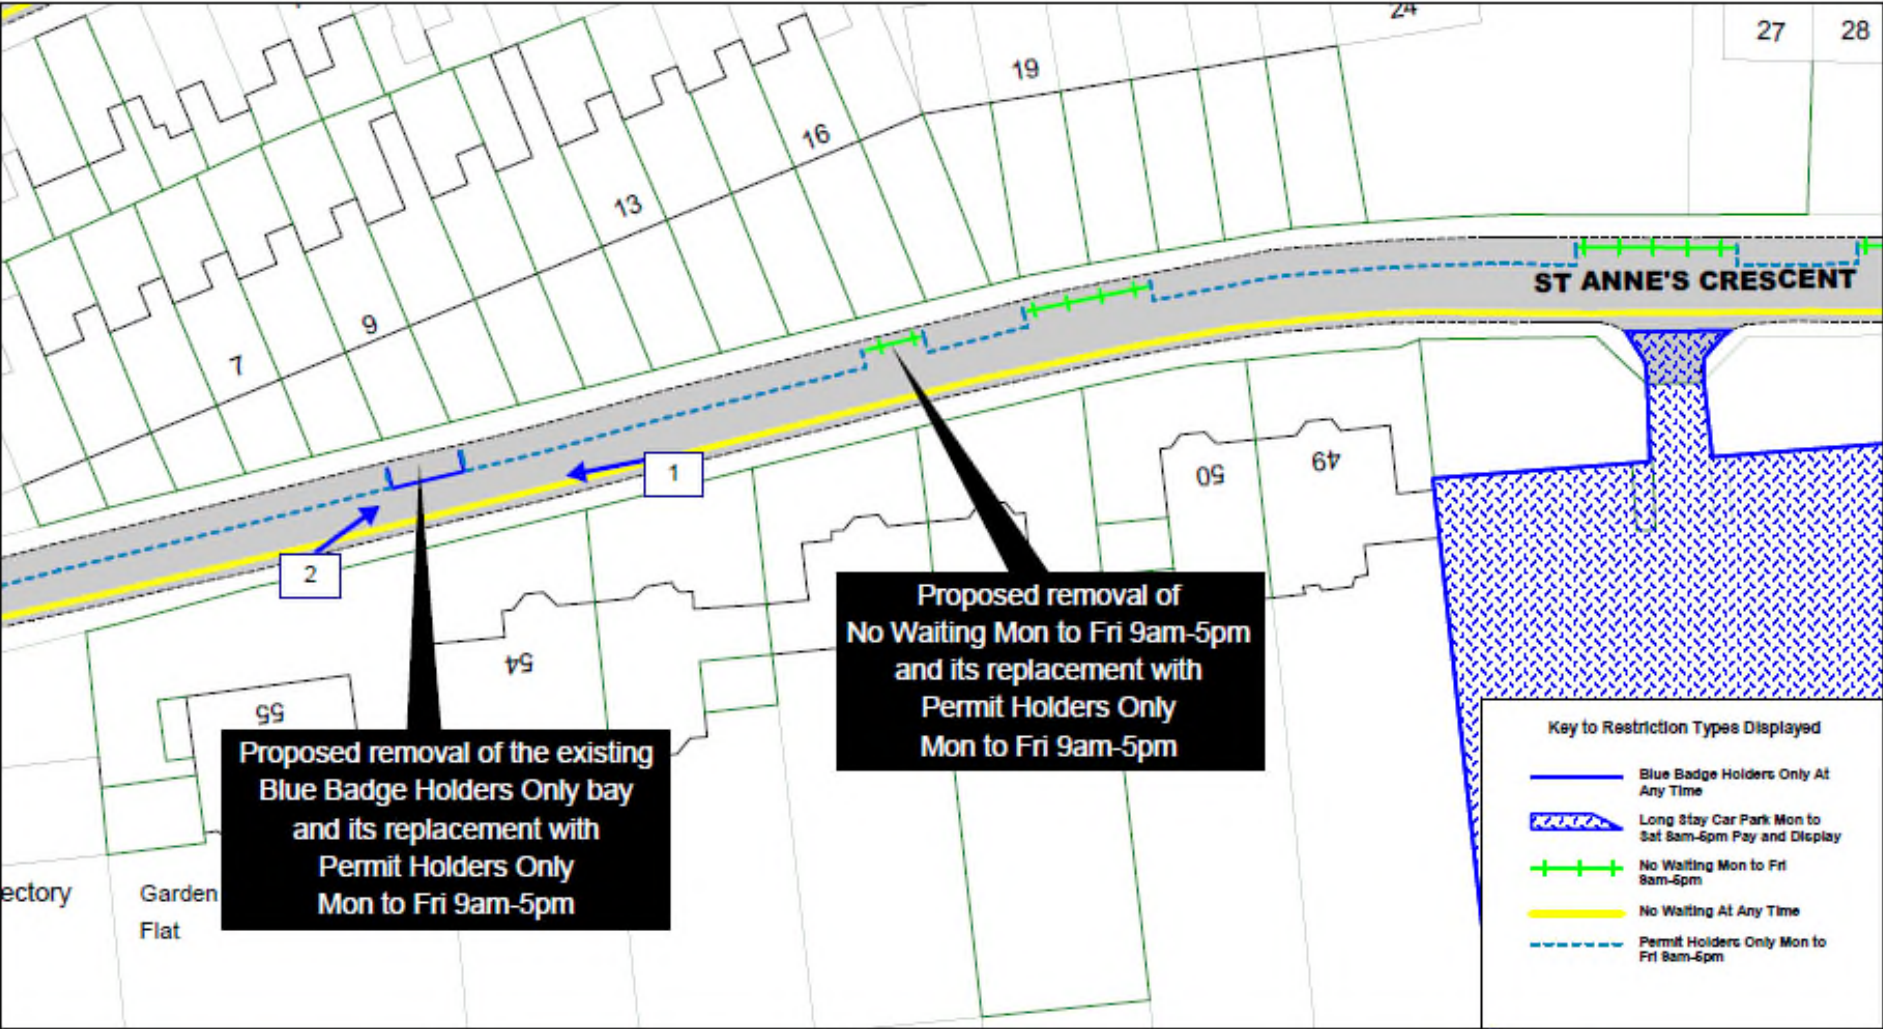 24
27
28
19
16
13
9
7
ST ANNE'S CRESCENT
1
2
50
49
54
55
Proposed removal of
No Waiting Mon to Fri 9am-5pm
and its replacement with
Permit Holders Only
Mon to Fri 9am-5pm
Proposed removal of the existing
Blue Badge Holders Only bay
and its replacement with
Permit Holders Only
Mon to Fri 9am-5pm
ectory
Garden
Flat
Key to Restriction Types Displayed
Blue Badge Holders Only At
Any Time
Long Stay Car Park Mon to
Sat 8am-6pm Pay and Display
No Waiting Mon to Fri
9am-5pm
No Waiting At Any Time
Permit Holders Only Mon to
Fri 9am-5pm